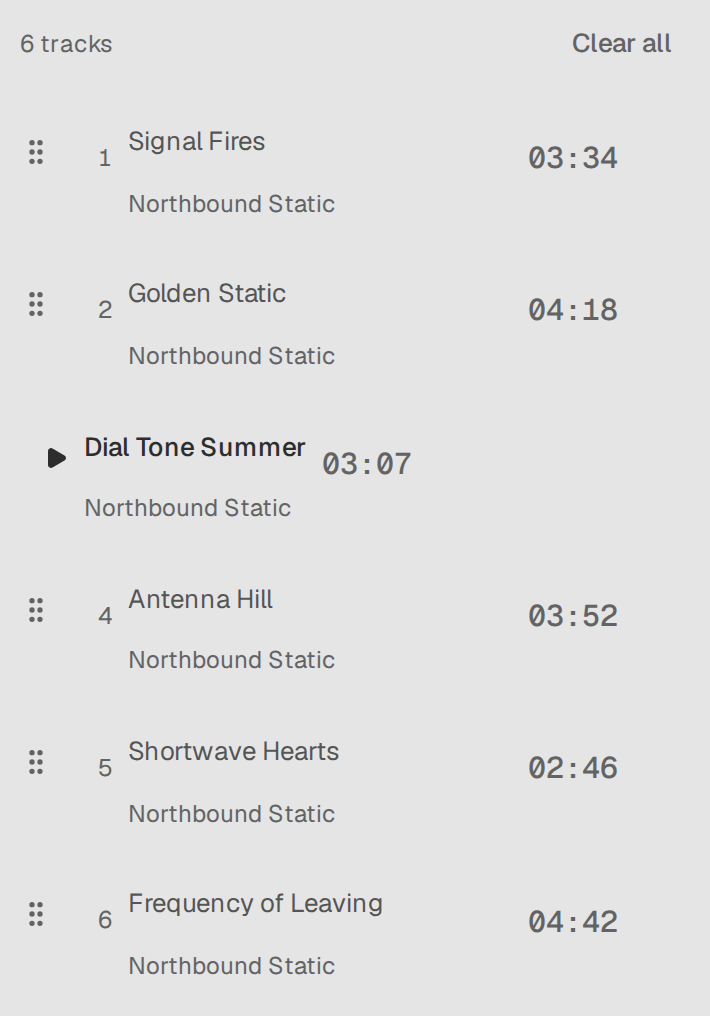 6 tracks Clear all
1 Signal Fires 03:34
Northbound Static
2 Golden Static 04:18
Northbound Static
Dial Tone Summer 03:07
Northbound Static
4 Antenna Hill 03:52
Northbound Static
5 Shortwave Hearts 02:46
Northbound Static
6 Frequency of Leaving 04:42
Northbound Static